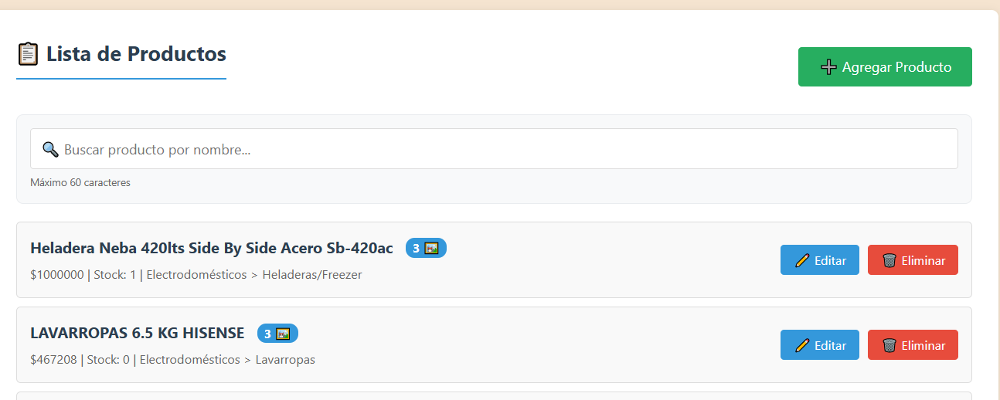 Lista de Productos
Agregar Producto
Buscar producto por nombre...
Máximo 60 caracteres
Heladera Neba 420lts Side By Side Acero Sb-420ac 3
$1000000 | Stock: 1 | Electrodomésticos > Heladeras/Freezer
Editar Eliminar
LAVARROPAS 6.5 KG HISENSE 3
$467208 | Stock: 0 | Electrodomésticos > Lavarropas
Editar Eliminar